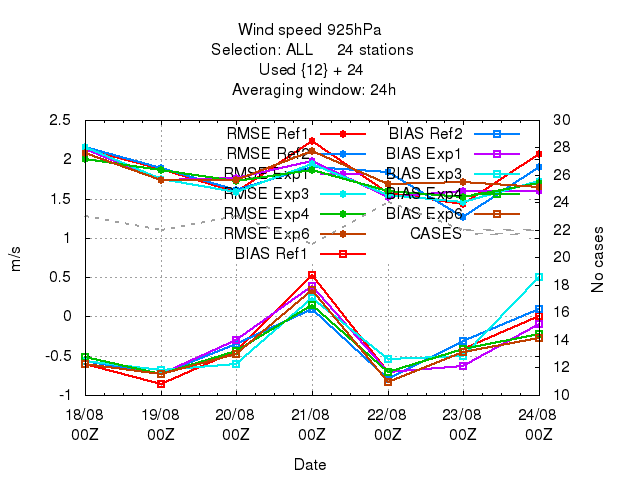 Wind speed 925hPa
Selection: ALL 24 stations
Used {12} + 24
Averaging window: 24h
2.5
2
1.5
1
0.5
0
-0.5
-1
m/s
30
28
26
24
22
20
18
16
14
12
10
No cases
RMSE Ref1
RMSE Ref2
RMSE Exp1
RMSE Exp3
RMSE Exp4
RMSE Exp6
BIAS Ref1
BIAS Ref2
BIAS Exp1
BIAS Exp3
BIAS Exp4
BIAS Exp6
CASES
18/08 19/08 20/08 21/08 22/08 23/08 24/08
00Z 00Z 00Z 00Z 00Z 00Z 00Z
Date